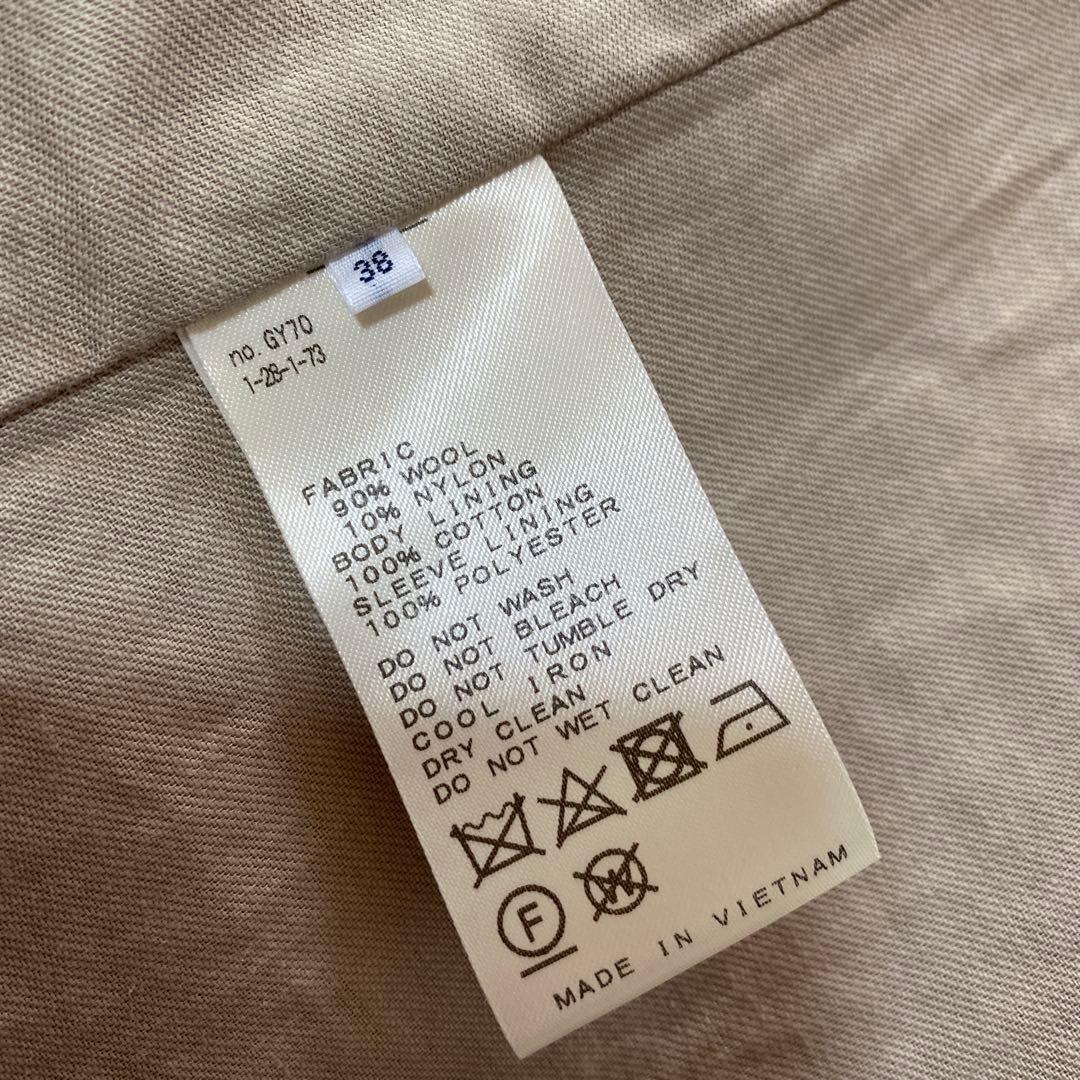 38
no. GY70
1-28-1-73
FABRIC
90% WOOL
10% NYLON
BODY LINING
100% COTTON
SLEEVE LINING
100% POLYESTER
DO NOT WASH
DO NOT BLEACH
DO NOT TUMBLE DRY
COOL IRON
DRY CLEAN
DO NOT WET CLEAN
F W
MADE IN VIETNAM